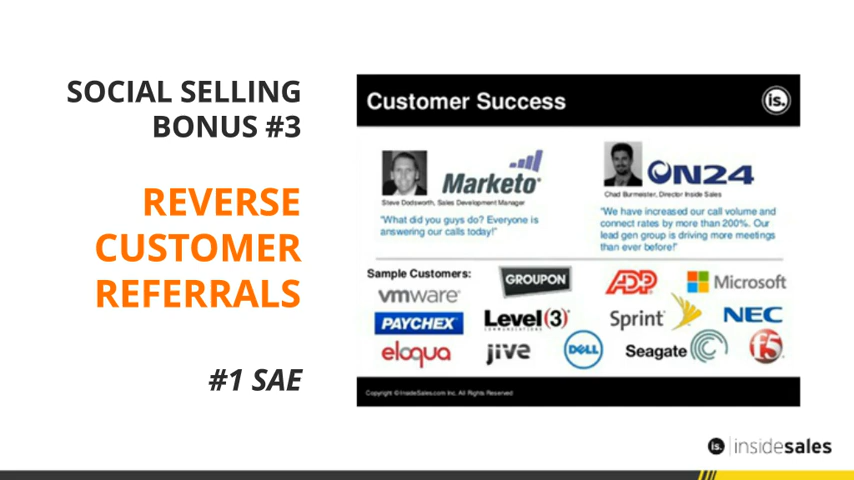 SOCIAL SELLING
BONUS #3
REVERSE
CUSTOMER
REFERRALS
#1 SAE
Customer Success
is.
Marketo
Steve Dodsworth, Sales Development Manager
"What did you guys do? Everyone is
answering our calls today!"
ON24
Chad Burmeister, Director Inside Sales
"We have increased our call volume and
connect rates by more than 200%. Our
lead gen group is driving more meetings
than ever before!"
Sample Customers:
GROUPON
ADP
Microsoft
vmware
PAYCHEX
Level(3)
COMMUNICATIONS
Sprint
NEC
eloqua
jive
DELL
Seagate
f5
Copyright © InsideSales.com Inc. All Rights Reserved
is. insidesales